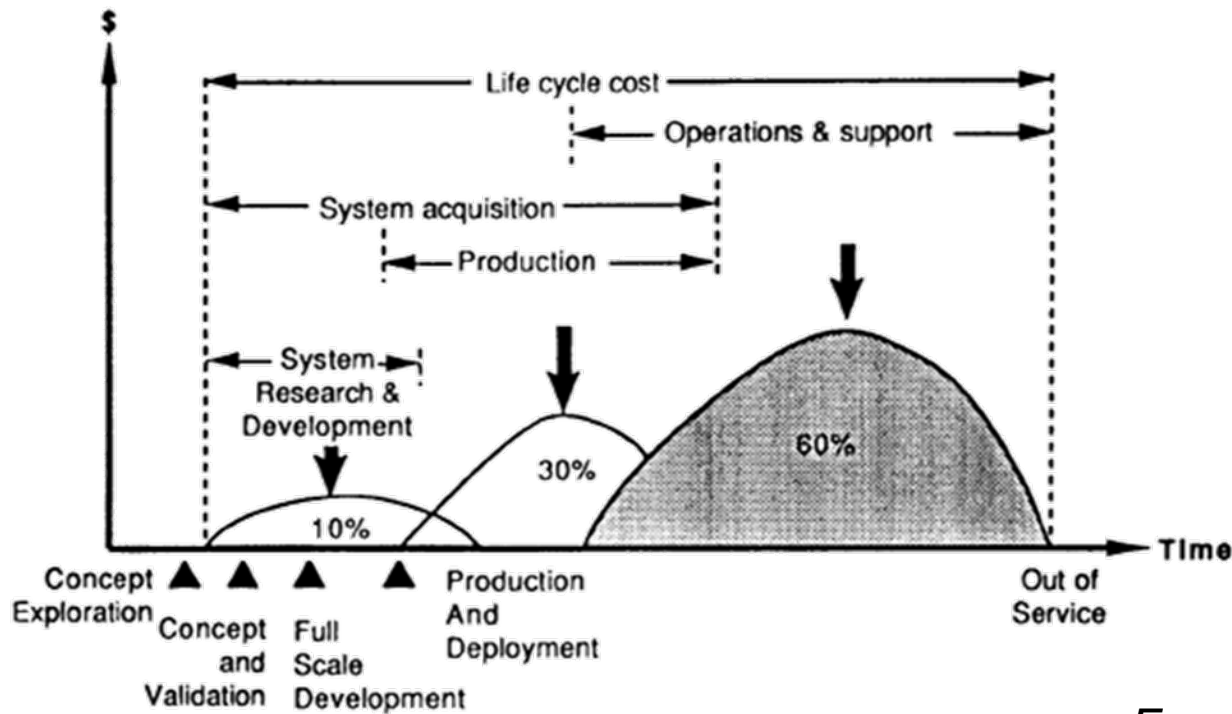 $
Life cycle cost
Operations & support
System acquisition
Production
System
Research &
Development
10%
30%
60%
Time
Concept
Exploration
Concept
and
Validation
Full
Scale
Development
Production
And
Deployment
Out of
Service